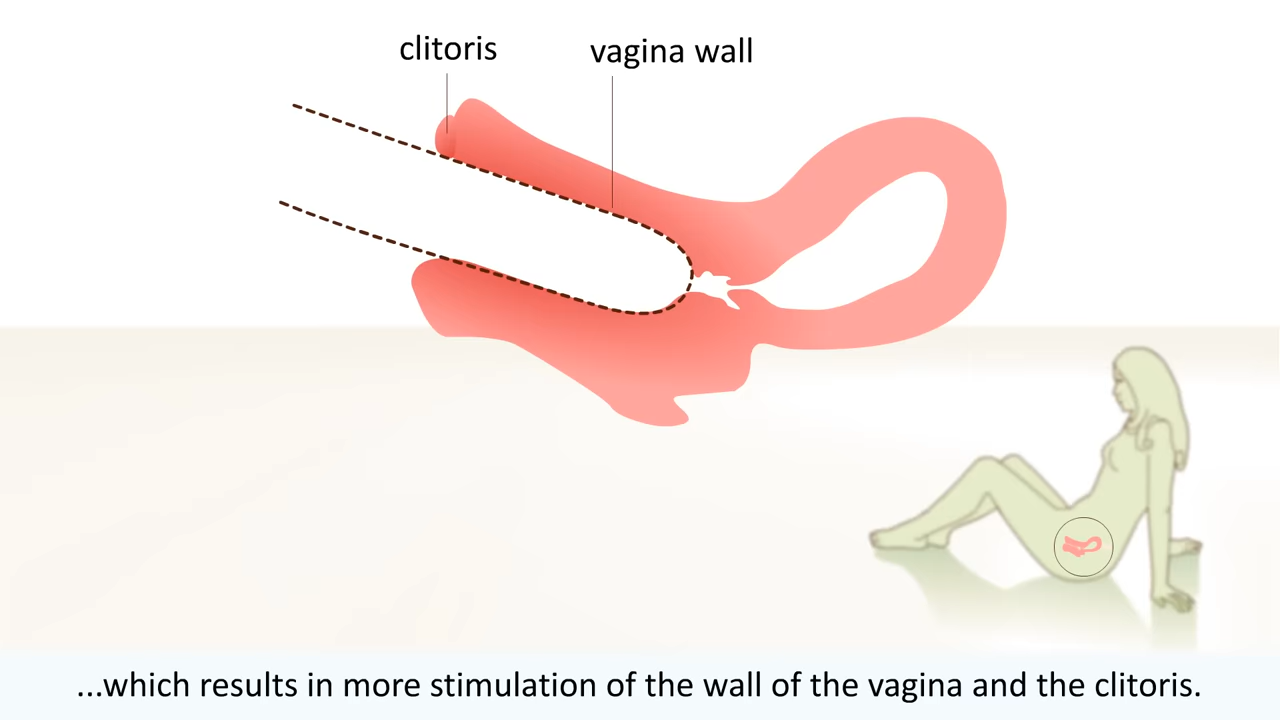 clitoris
vagina wall
...which results in more stimulation of the wall of the vagina and the clitoris.